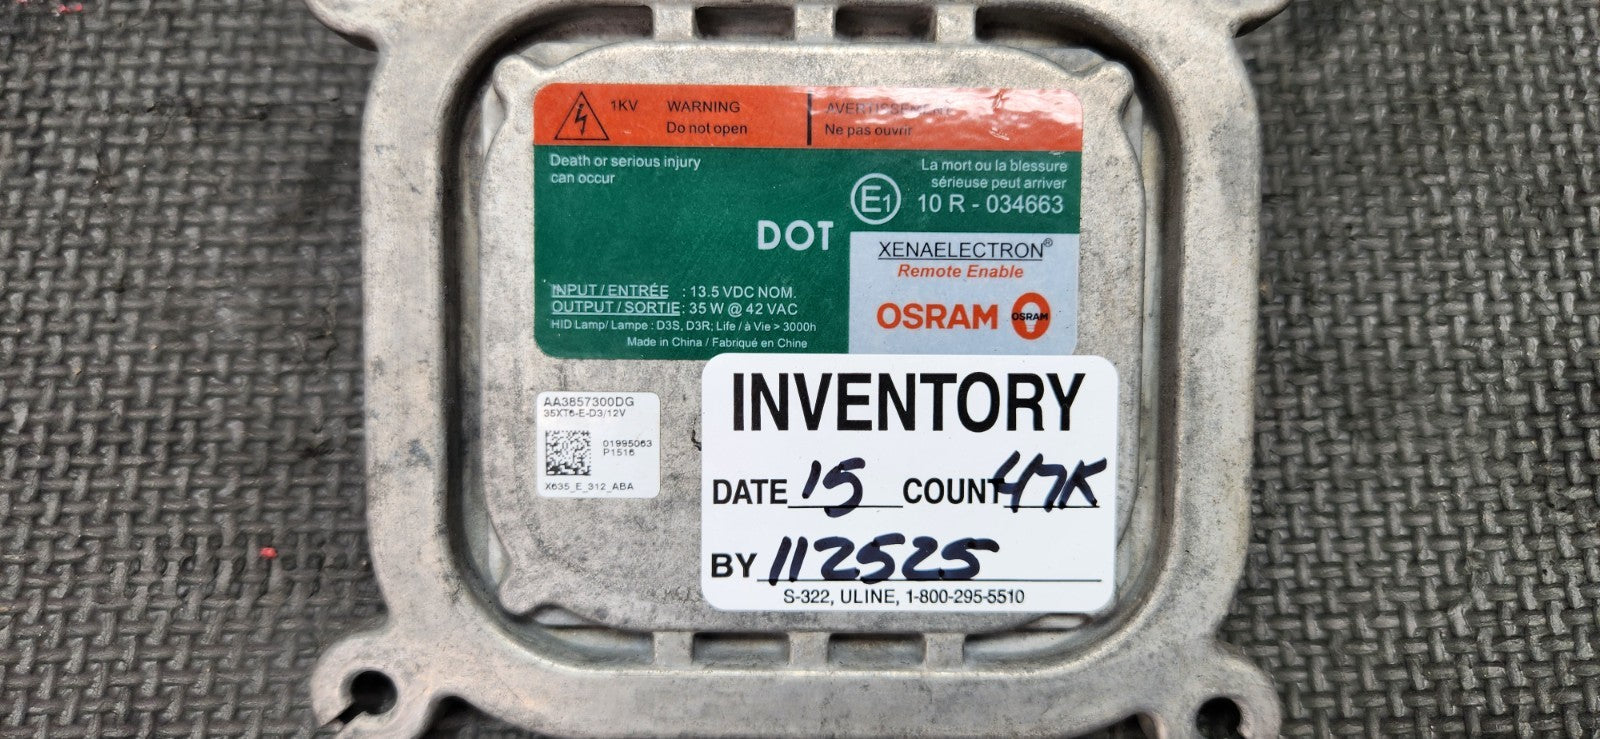 1KV WARNING
Do not open
AVERTISSEMENT
Ne pas ouvrir
Death or serious injury
can occur
La mort ou la blessure
sérieuse peut arriver
E1 10 R - 034663
DOT
XENAELECTRON®
Remote Enable
OSRAM OSRAM
INPUT / ENTRÉE : 13.5 VDC NOM.
OUTPUT / SORTIE : 35 W @ 42 VAC
HID Lamp/ Lampe : D3S, D3R; Life / à Vie > 3000h
Made in China / Fabriqué en Chine
AA3857300DG
35XT6-E-D3/12V
01995063
P1516
X635_E_312_ABA
INVENTORY
DATE 15 COUNT 47K
BY 112525
S-322, ULINE, 1-800-295-5510